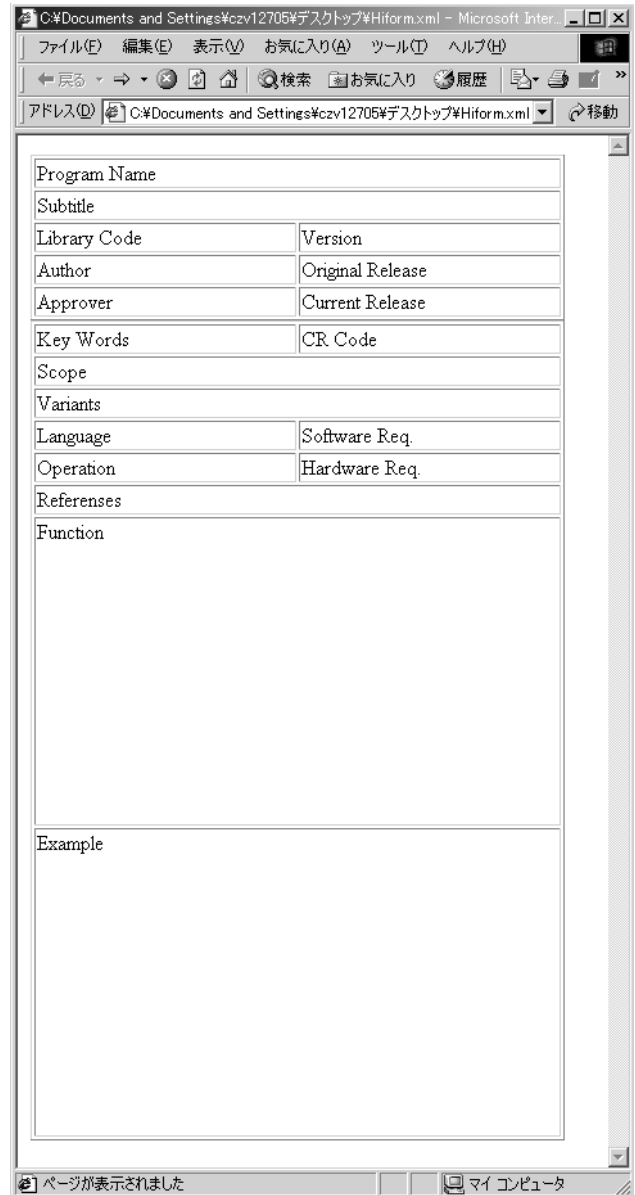 C:¥Documents and Settings¥czv12705¥デスクトップ¥Hiform.xml - Microsoft Inter...
ファイル(F) 編集(E) 表示(V) お気に入り(A) ツール(T) ヘルプ(H)
戻る 検索 お気に入り 履歴 »
アドレス(D) C:¥Documents and Settings¥czv12705¥デスクトップ¥Hiform.xml 移動
Program Name
Subtitle
Library Code Version
Author Original Release
Approver Current Release
Key Words CR Code
Scope
Variants
Language Software Req.
Operation Hardware Req.
Referenses
Function
Example
ページが表示されました マイ コンピュータ